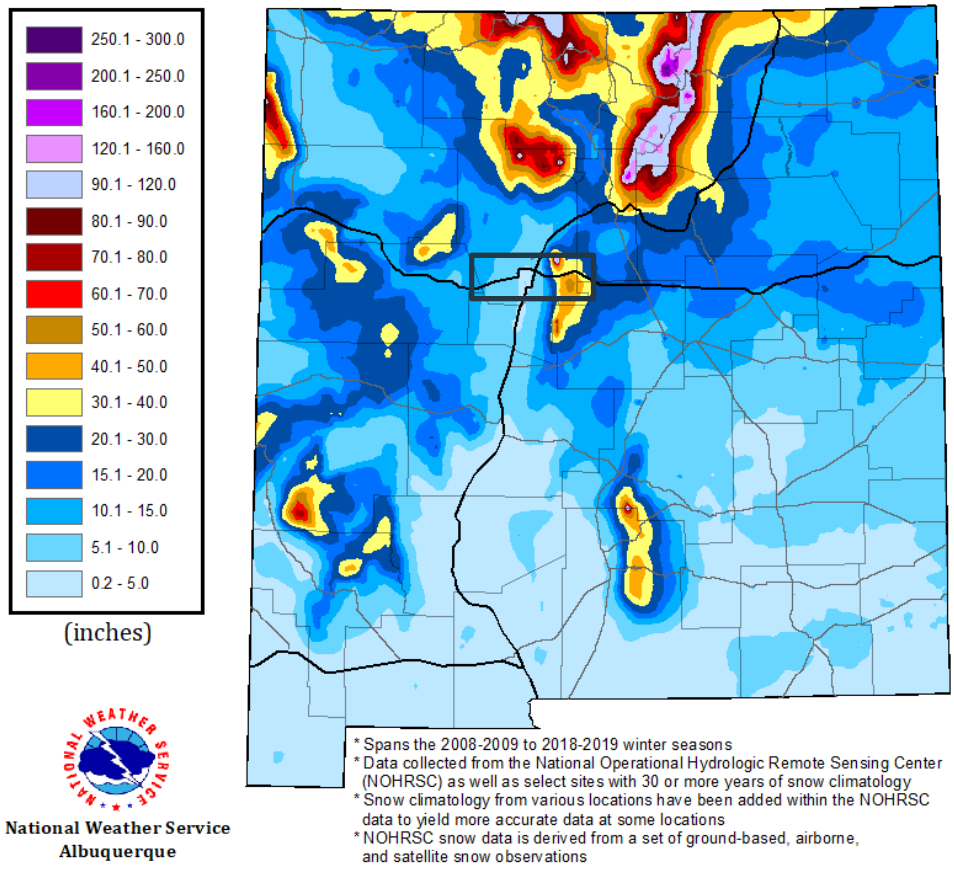 250.1 - 300.0
200.1 - 250.0
160.1 - 200.0
120.1 - 160.0
90.1 - 120.0
80.1 - 90.0
70.1 - 80.0
60.1 - 70.0
50.1 - 60.0
40.1 - 50.0
30.1 - 40.0
20.1 - 30.0
15.1 - 20.0
10.1 - 15.0
5.1 - 10.0
0.2 - 5.0
(inches)
NATIONAL WEATHER SERVICE
National Weather Service
Albuquerque
* Spans the 2008-2009 to 2018-2019 winter seasons
* Data collected from the National Operational Hydrologic Remote Sensing Center
(NOHRSC) as well as select sites with 30 or more years of snow climatology
* Snow climatology from various locations have been added within the NOHRSC
data to yield more accurate data at some locations
* NOHRSC snow data is derived from a set of ground-based, airborne,
and satellite snow observations